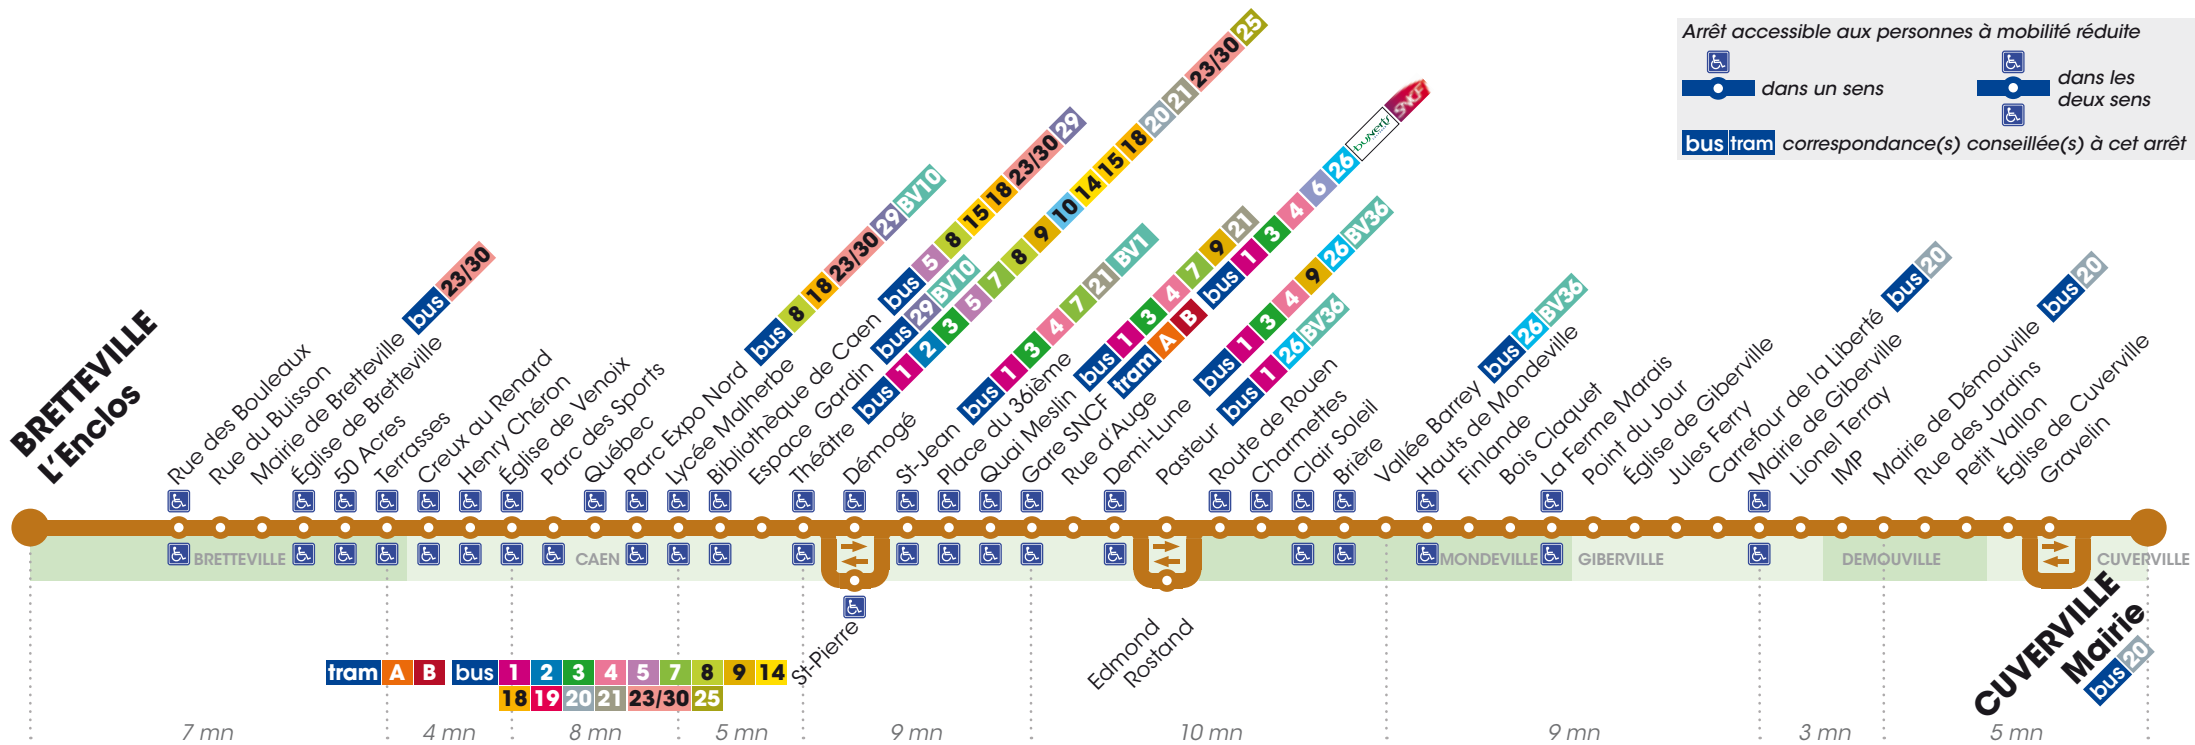 Arrêt accessible aux personnes à mobilité réduite
dans un sens
dans les
deux sens
bus tram correspondance(s) conseillée(s) à cet arrêt
BRETTEVILLE
L'Enclos
Rue des Bouleaux
Rue du Buisson
Mairie de Bretteville bus 23/30
Église de Bretteville
50 Acres
Terrasses
Creux au Renard
Henry Chéron
Église de Venoix
Parc des Sports
Québec
Parc Expo Nord bus 8 18 23/30 29 BV10
Lycée Malherbe
Bibliothèque de Caen bus 5 8 15 18 23/30 29
Espace Gardin bus 29 BV10
Théâtre bus 1 2 3 5 7 8 9 10 14 15 18 20 21 23/30 25
Démogé
St-Jean bus 1 3 4 7 21 BV1
Place du 36ième
Quai Meslin bus 1 3 4 7 9 21
Gare SNCF tram A B bus 1 3 4 6 26 busverts SNCF
Rue d'Auge
Demi-Lune bus 1 3 4 9 26 BV36
Pasteur bus 1 26 BV36
Route de Rouen
Charmettes
Clair Soleil
Brière
Vallée Barrey bus 26 BV36
Hauts de Mondeville
Finlande
Bois Claquet
La Ferme Marais
Point du Jour
Église de Giberville
Jules Ferry
Carrefour de la Liberté bus 20
Mairie de Giberville
Lionel Terray
IMP
Mairie de Démouville bus 20
Rue des Jardins
Petit Vallon
Église de Cuverville
Gravelin
BRETTEVILLE
CAEN
MONDEVILLE
GIBERVILLE
DEMOUVILLE
CUVERVILLE
St-Pierre
tram A B bus 1 2 3 4 5 7 8 9 14
18 19 20 21 23/30 25
Edmond
Rostand
CUVERVILLE
Mairie
bus 20
7 mn
4 mn
8 mn
5 mn
9 mn
10 mn
9 mn
3 mn
5 mn